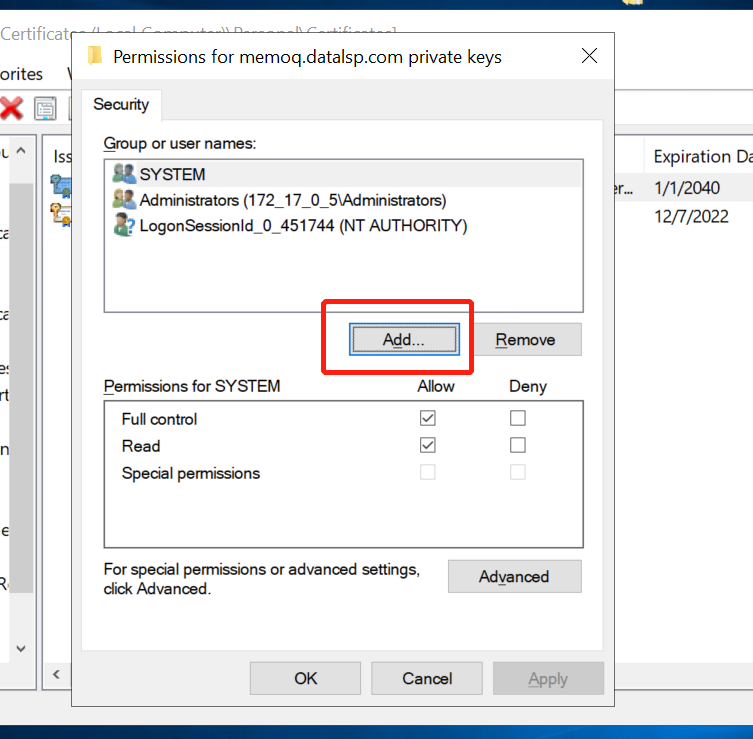 Certificates (Local Computer)\Personal\Certificates]
Permissions for memoq.datalsp.com private keys
orites
Security
Group or user names:
SYSTEM
Administrators (172_17_0_5\Administrators)
LogonSessionId_0_451744 (NT AUTHORITY)
Iss
Expiration Da
er... 1/1/2040
12/7/2022
Add...
Remove
Permissions for SYSTEM Allow Deny
Full control
Read
Special permissions
For special permissions or advanced settings,
click Advanced.
Advanced
OK
Cancel
Apply